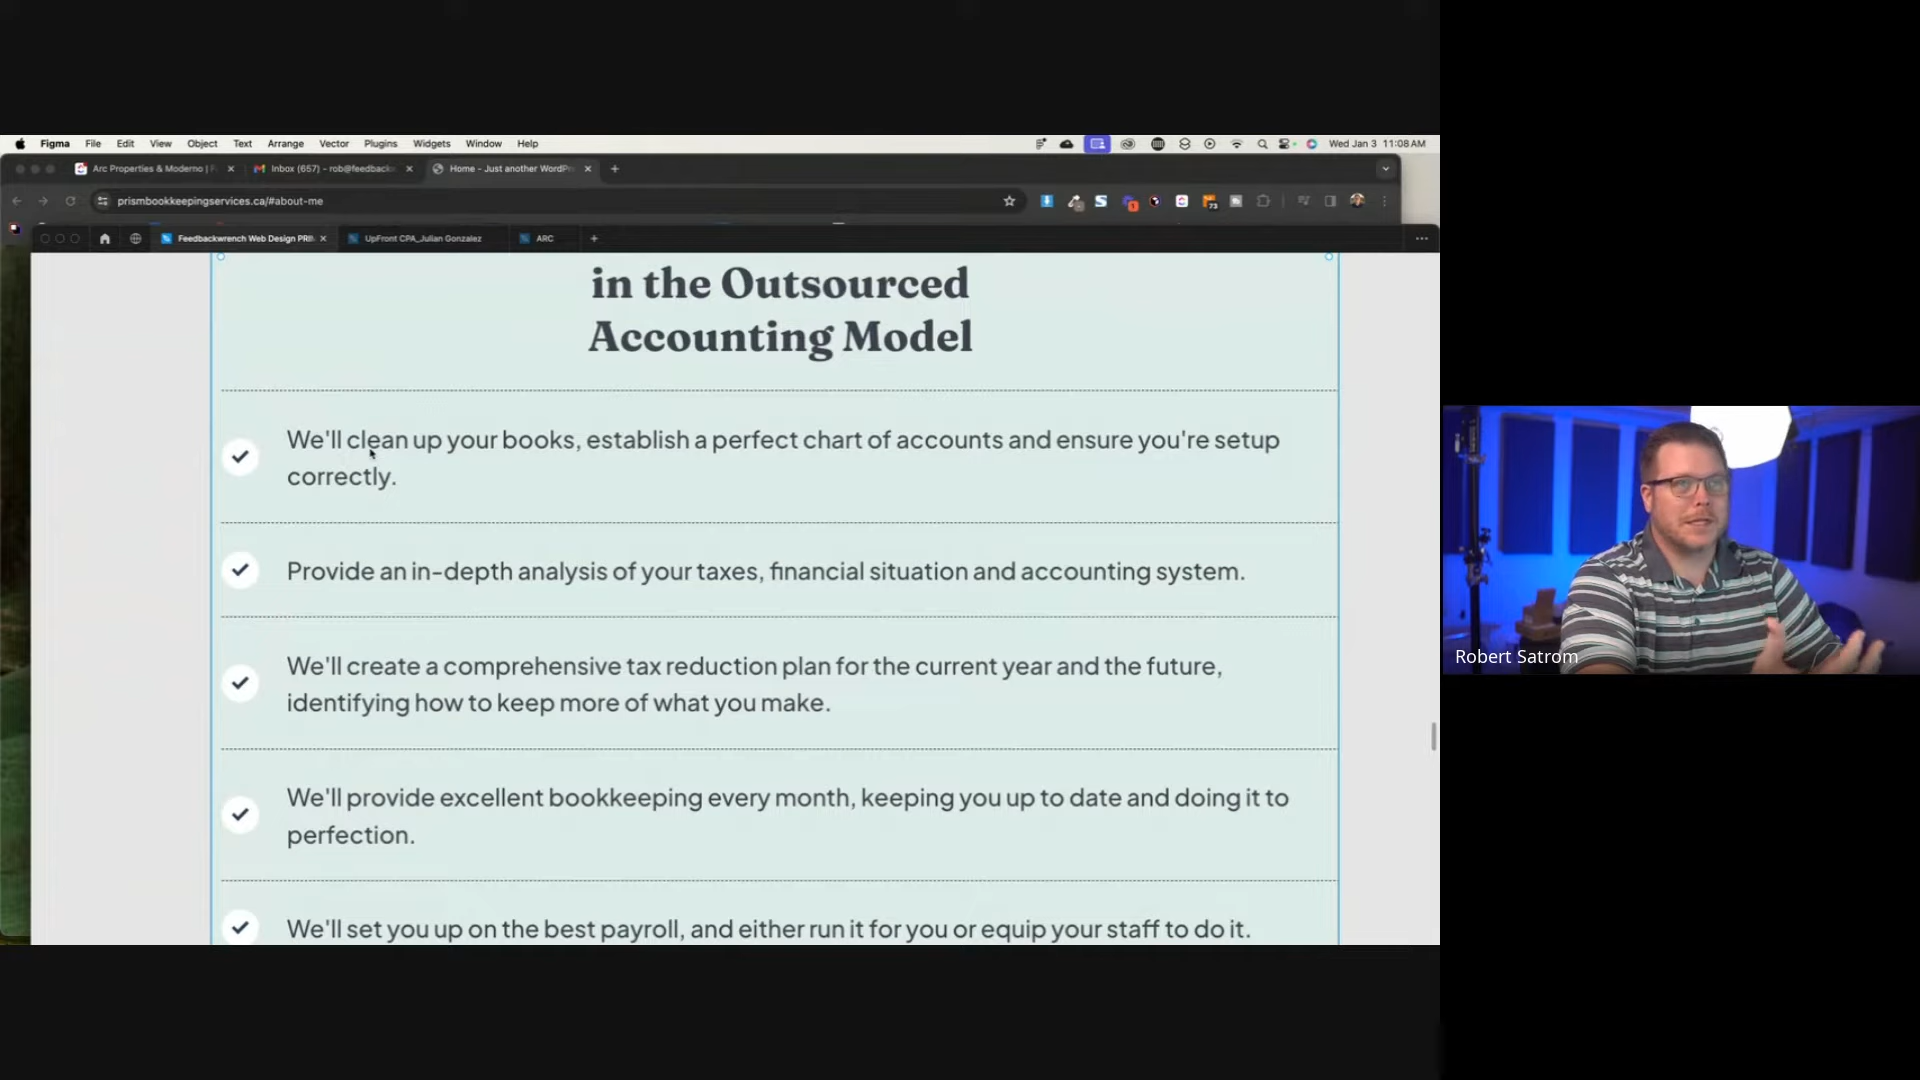 Figma File Edit View Object Text Arrange Vector Plugins Widgets Window Help Wed Jan 3 11:08 AM
Arc Properties & Moderno | F Inbox (657) - rob@feedback Home - Just another WordPr
prismbookkeepingservices.ca/#about-me
Feedbackwrench Web Design PRI UpFront CPA_Julian Gonzalez ARC
in the Outsourced
Accounting Model
We'll clean up your books, establish a perfect chart of accounts and ensure you're setup
correctly.
Provide an in-depth analysis of your taxes, financial situation and accounting system.
We'll create a comprehensive tax reduction plan for the current year and the future,
identifying how to keep more of what you make.
We'll provide excellent bookkeeping every month, keeping you up to date and doing it to
perfection.
We'll set you up on the best payroll, and either run it for you or equip your staff to do it.
Robert Satrom